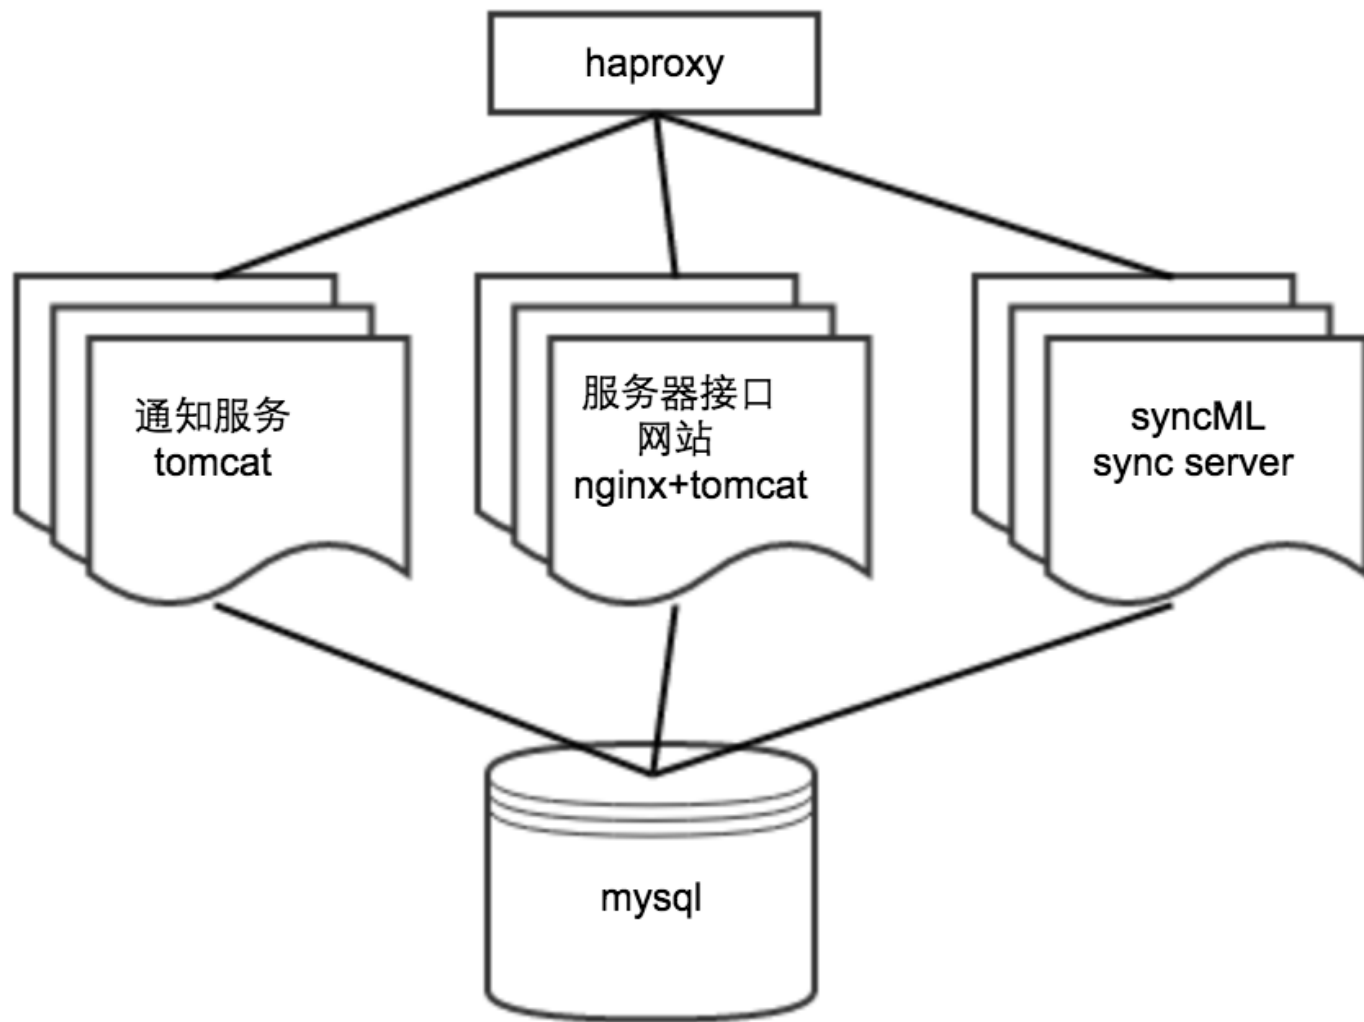 haproxy
通知服务
tomcat
服务器接口
网站
nginx+tomcat
syncML
sync server
mysql